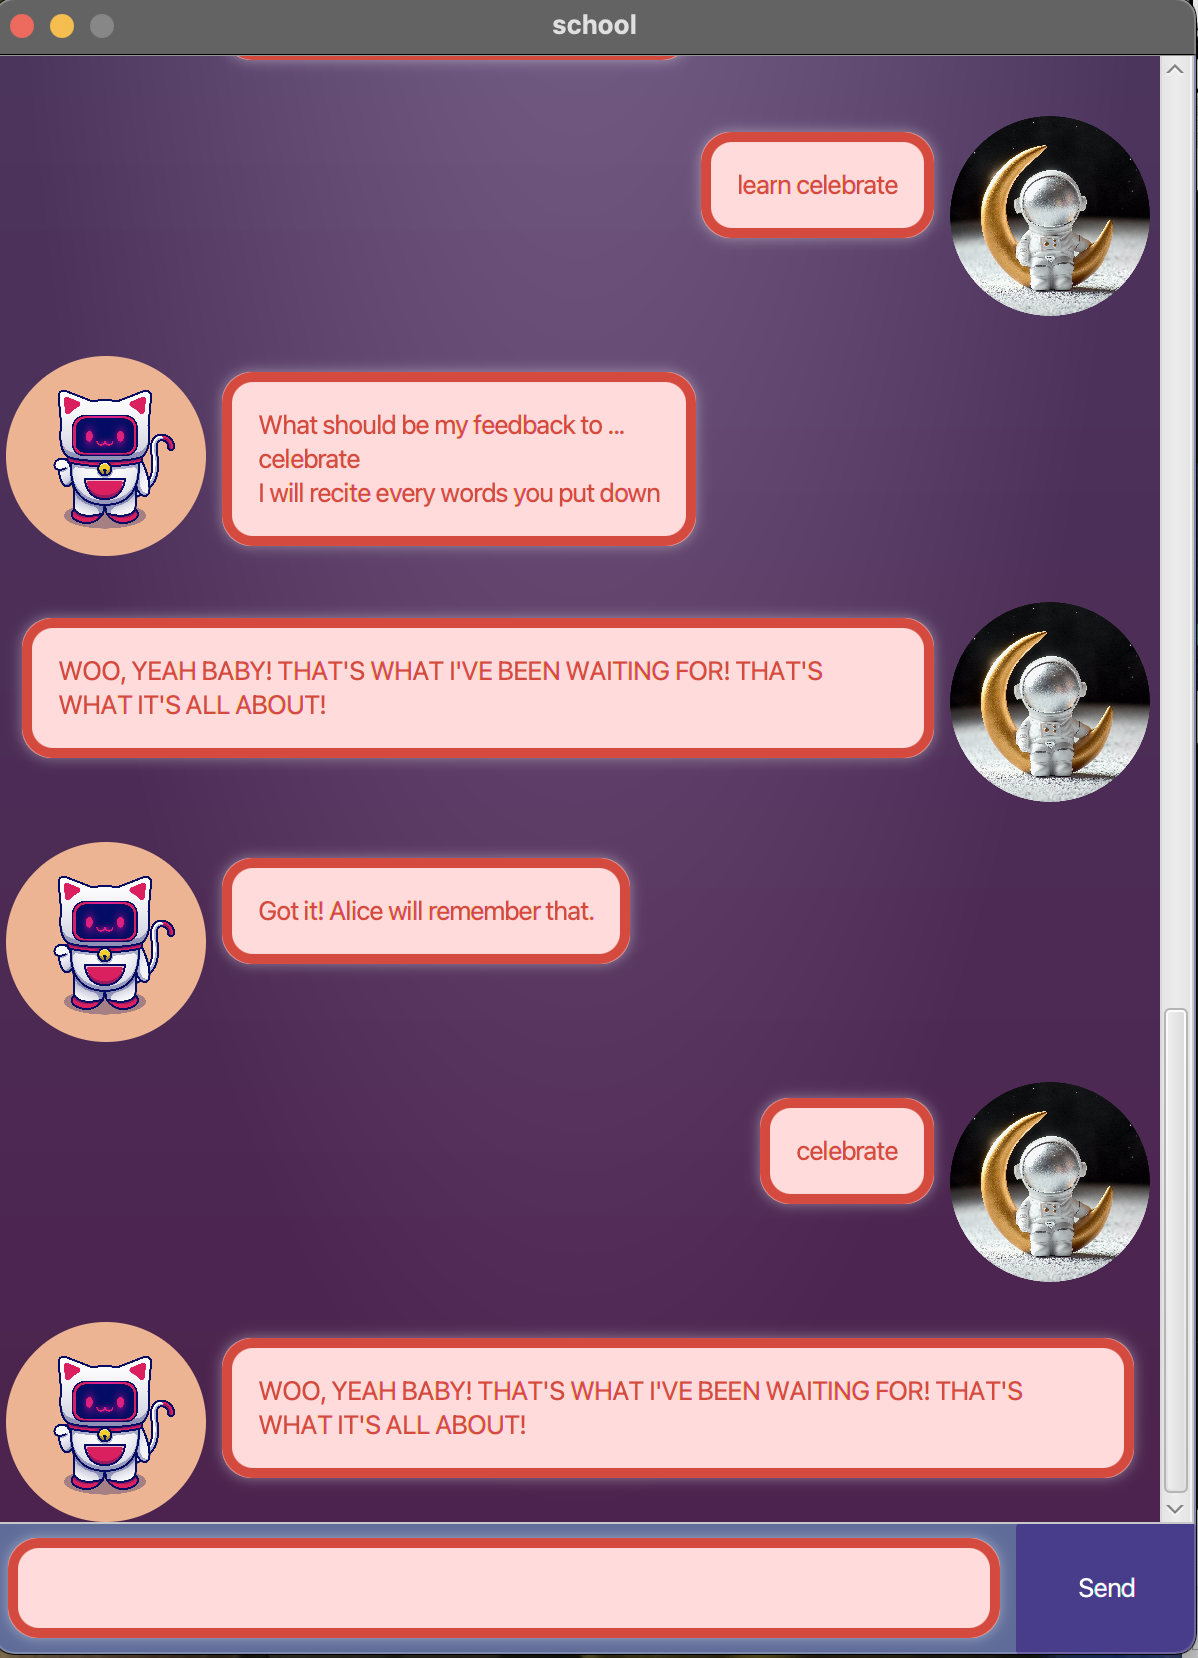 school
learn celebrate
What should be my feedback to ...
celebrate
I will recite every words you put down
WOO, YEAH BABY! THAT'S WHAT I'VE BEEN WAITING FOR! THAT'S
WHAT IT'S ALL ABOUT!
Got it! Alice will remember that.
celebrate
WOO, YEAH BABY! THAT'S WHAT I'VE BEEN WAITING FOR! THAT'S
WHAT IT'S ALL ABOUT!
Send